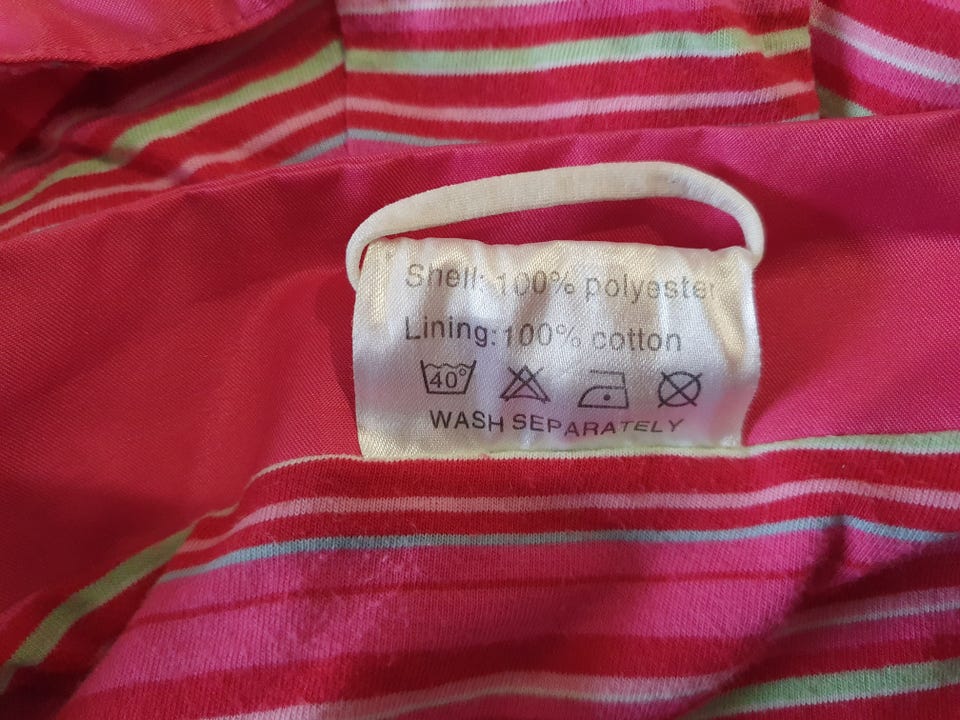 Shell: 100% polyester
Lining: 100% cotton
40°
WASH SEPARATELY